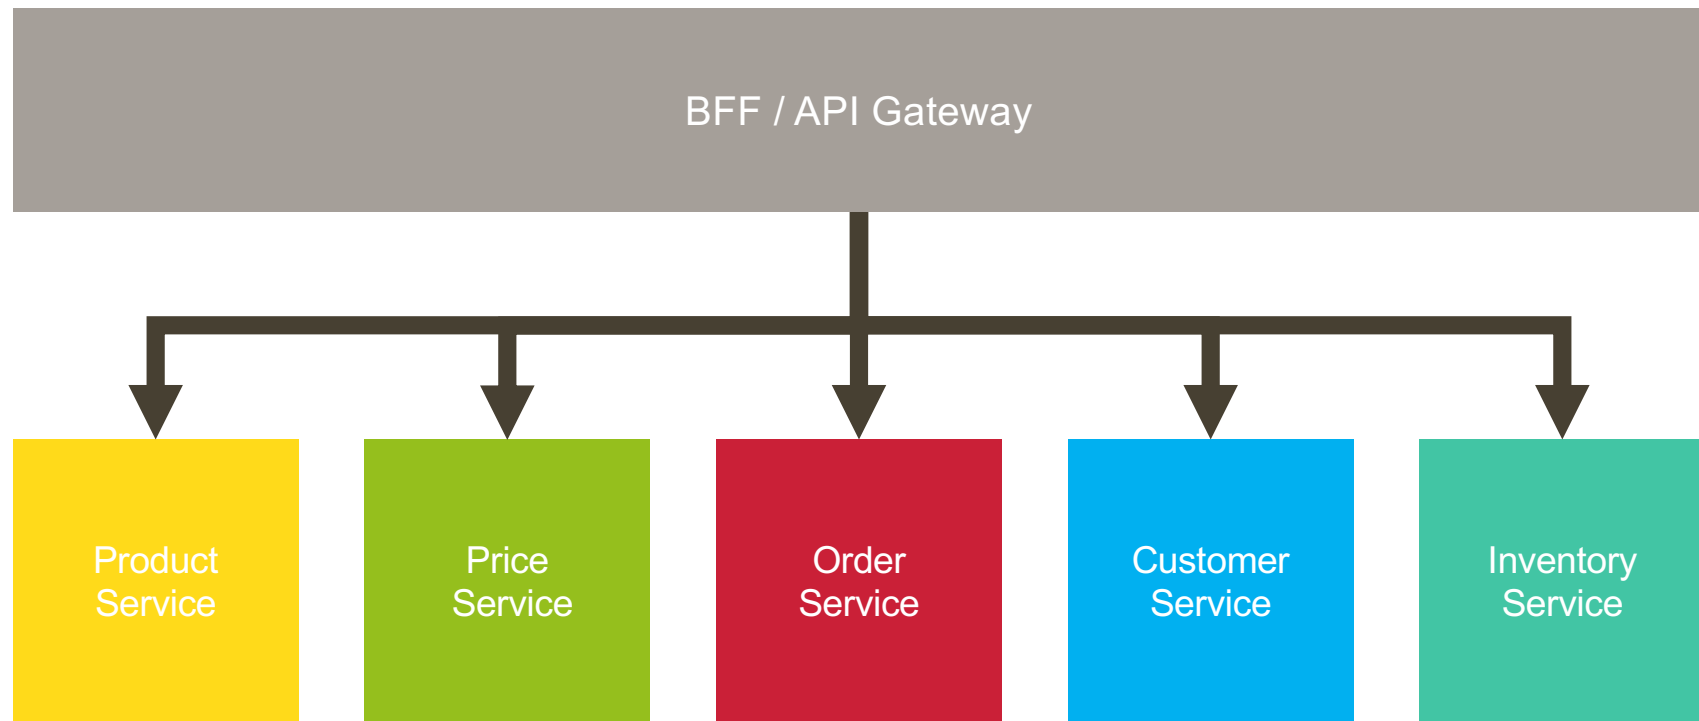 BFF / API Gateway
Product
Service
Price
Service
Order
Service
Customer
Service
Inventory
Service